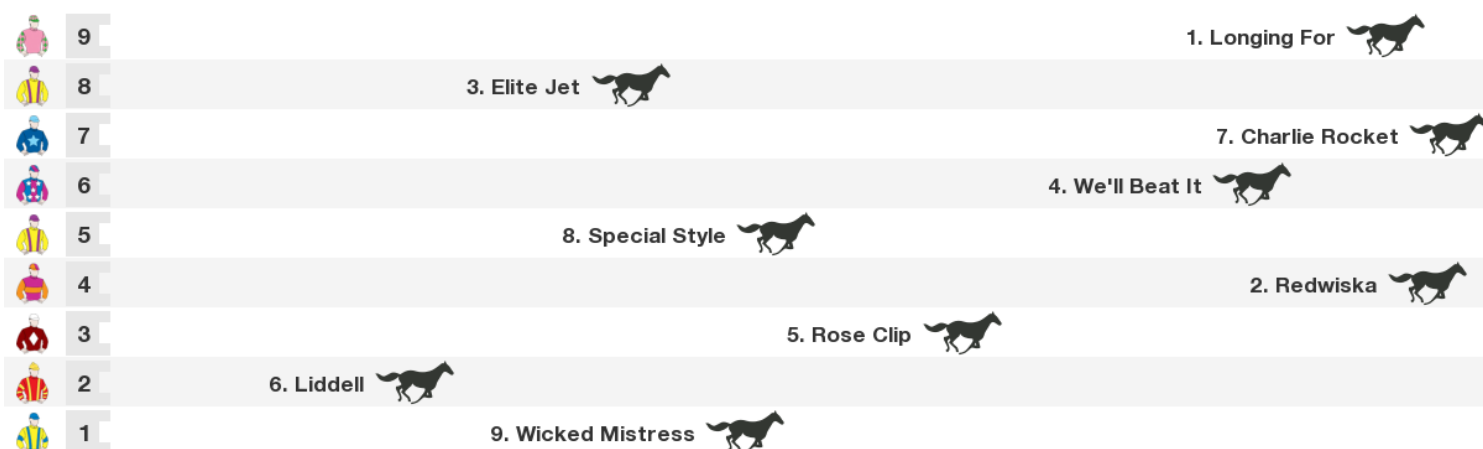 9 1. Longing For
8 3. Elite Jet
7 7. Charlie Rocket
6 4. We'll Beat It
5 8. Special Style
4 2. Redwiska
3 5. Rose Clip
2 6. Liddell
1 9. Wicked Mistress